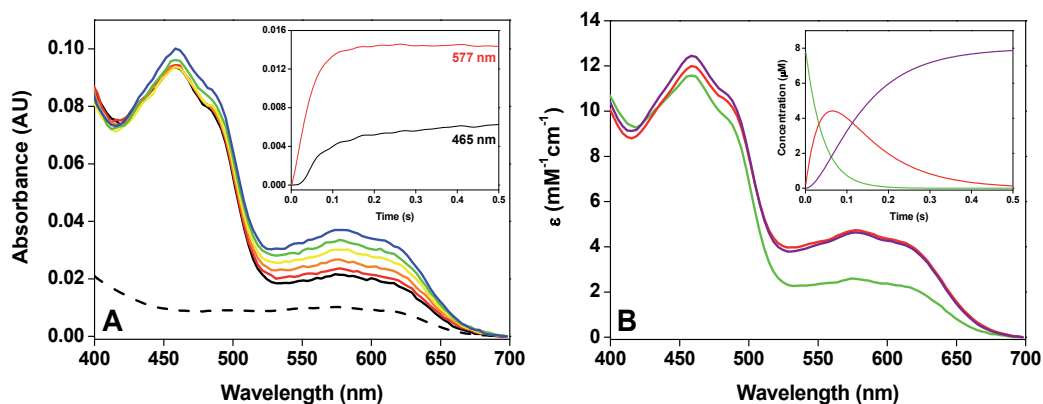 0.10
0.08
0.06
0.04
0.02
0.00
Absorbance (AU)
400 450 500 550 600 650 700
Wavelength (nm)
A
0.016
0.012
0.008
0.004
0.000
0.0 0.1 0.2 0.3 0.4 0.5
Time (s)
577 nm
465 nm
14
12
10
8
6
4
2
0
ε (mM⁻¹cm⁻¹)
400 450 500 550 600 650 700
Wavelength (nm)
B
8
6
4
2
0
Concentration (µM)
0.0 0.1 0.2 0.3 0.4 0.5
Time (s)